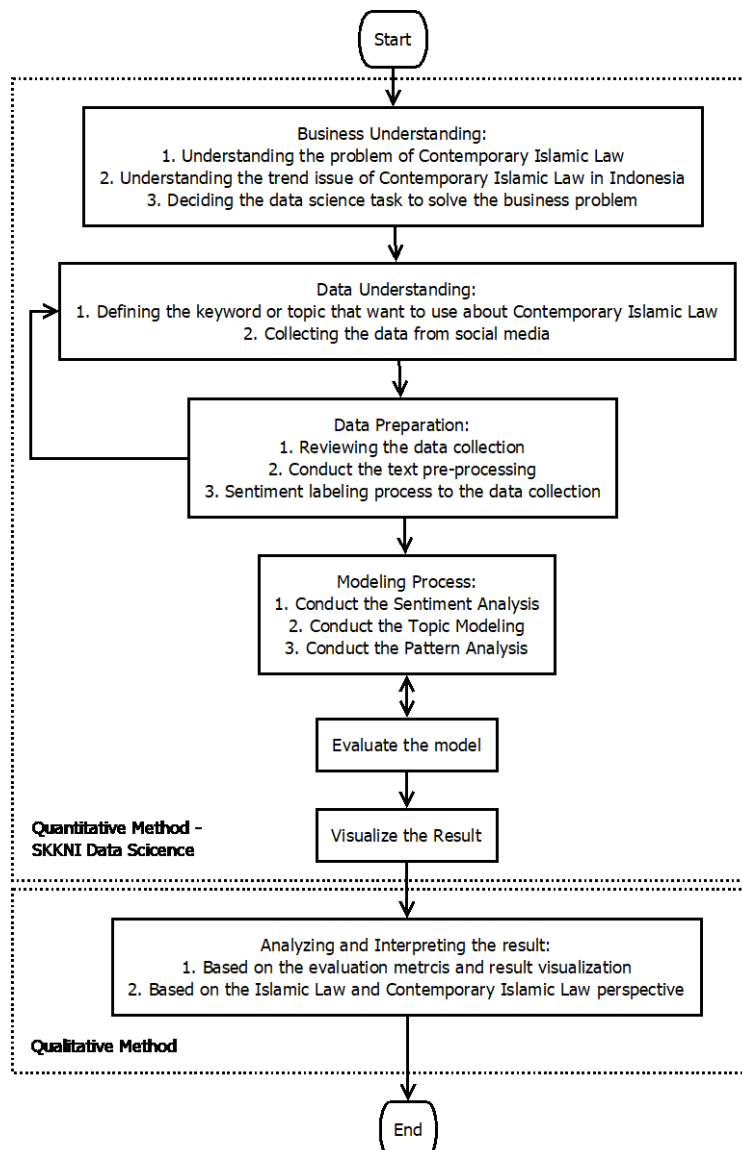 Start
Business Understanding:
1. Understanding the problem of Contemporary Islamic Law
2. Understanding the trend issue of Contemporary Islamic Law in Indonesia
3. Deciding the data science task to solve the business problem
Data Understanding:
1. Defining the keyword or topic that want to use about Contemporary Islamic Law
2. Collecting the data from social media
Data Preparation:
1. Reviewing the data collection
2. Conduct the text pre-processing
3. Sentiment labeling process to the data collection
Modeling Process:
1. Conduct the Sentiment Analysis
2. Conduct the Topic Modeling
3. Conduct the Pattern Analysis
Evaluate the model
Visualize the Result
Quantitative Method -
SKKNI Data Scicence
Analyzing and Interpreting the result:
1. Based on the evaluation metrcis and result visualization
2. Based on the Islamic Law and Contemporary Islamic Law perspective
Qualitative Method
End